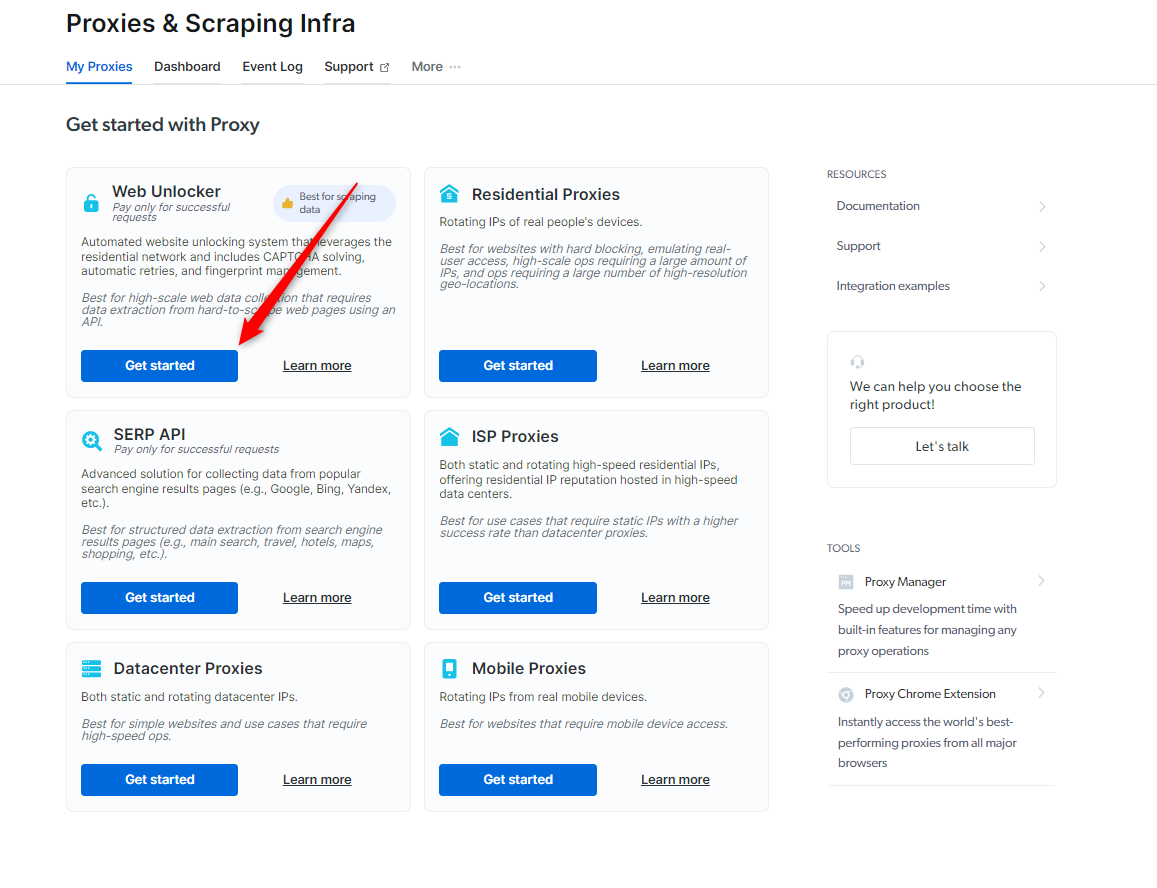 Proxies & Scraping Infra
My Proxies
Dashboard
Event Log
Support
More
Get started with Proxy
Web Unlocker
Pay only for successful
requests
Best for scraping
data
Automated website unlocking system that leverages the
residential network and includes CAPTCHA solving,
automatic retries, and fingerprint management.
Best for high-scale web data collection that requires
data extraction from hard-to-scrape web pages using an
API.
Get started
Learn more
Residential Proxies
Rotating IPs of real people's devices.
Best for websites with hard blocking, emulating real-
user access, high-scale ops requiring a large amount of
IPs, and ops requiring a large number of high-resolution
geo-locations.
Get started
Learn more
SERP API
Pay only for successful requests
Advanced solution for collecting data from popular
search engine results pages (e.g., Google, Bing, Yandex,
etc.).
Best for structured data extraction from search engine
results pages (e.g., main search, travel, hotels, maps,
shopping, etc.).
Get started
Learn more
ISP Proxies
Both static and rotating high-speed residential IPs,
offering residential IP reputation hosted in high-speed
data centers.
Best for use cases that require static IPs with a higher
success rate than datacenter proxies.
Get started
Learn more
Datacenter Proxies
Both static and rotating datacenter IPs.
Best for simple websites and use cases that require
high-speed ops.
Get started
Learn more
Mobile Proxies
Rotating IPs from real mobile devices.
Best for websites that require mobile device access.
Get started
Learn more
RESOURCES
Documentation
Support
Integration examples
We can help you choose the
right product!
Let's talk
TOOLS
PM
Proxy Manager
Speed up development time with
built-in features for managing any
proxy operations
Proxy Chrome Extension
Instantly access the world's best-
performing proxies from all major
browsers